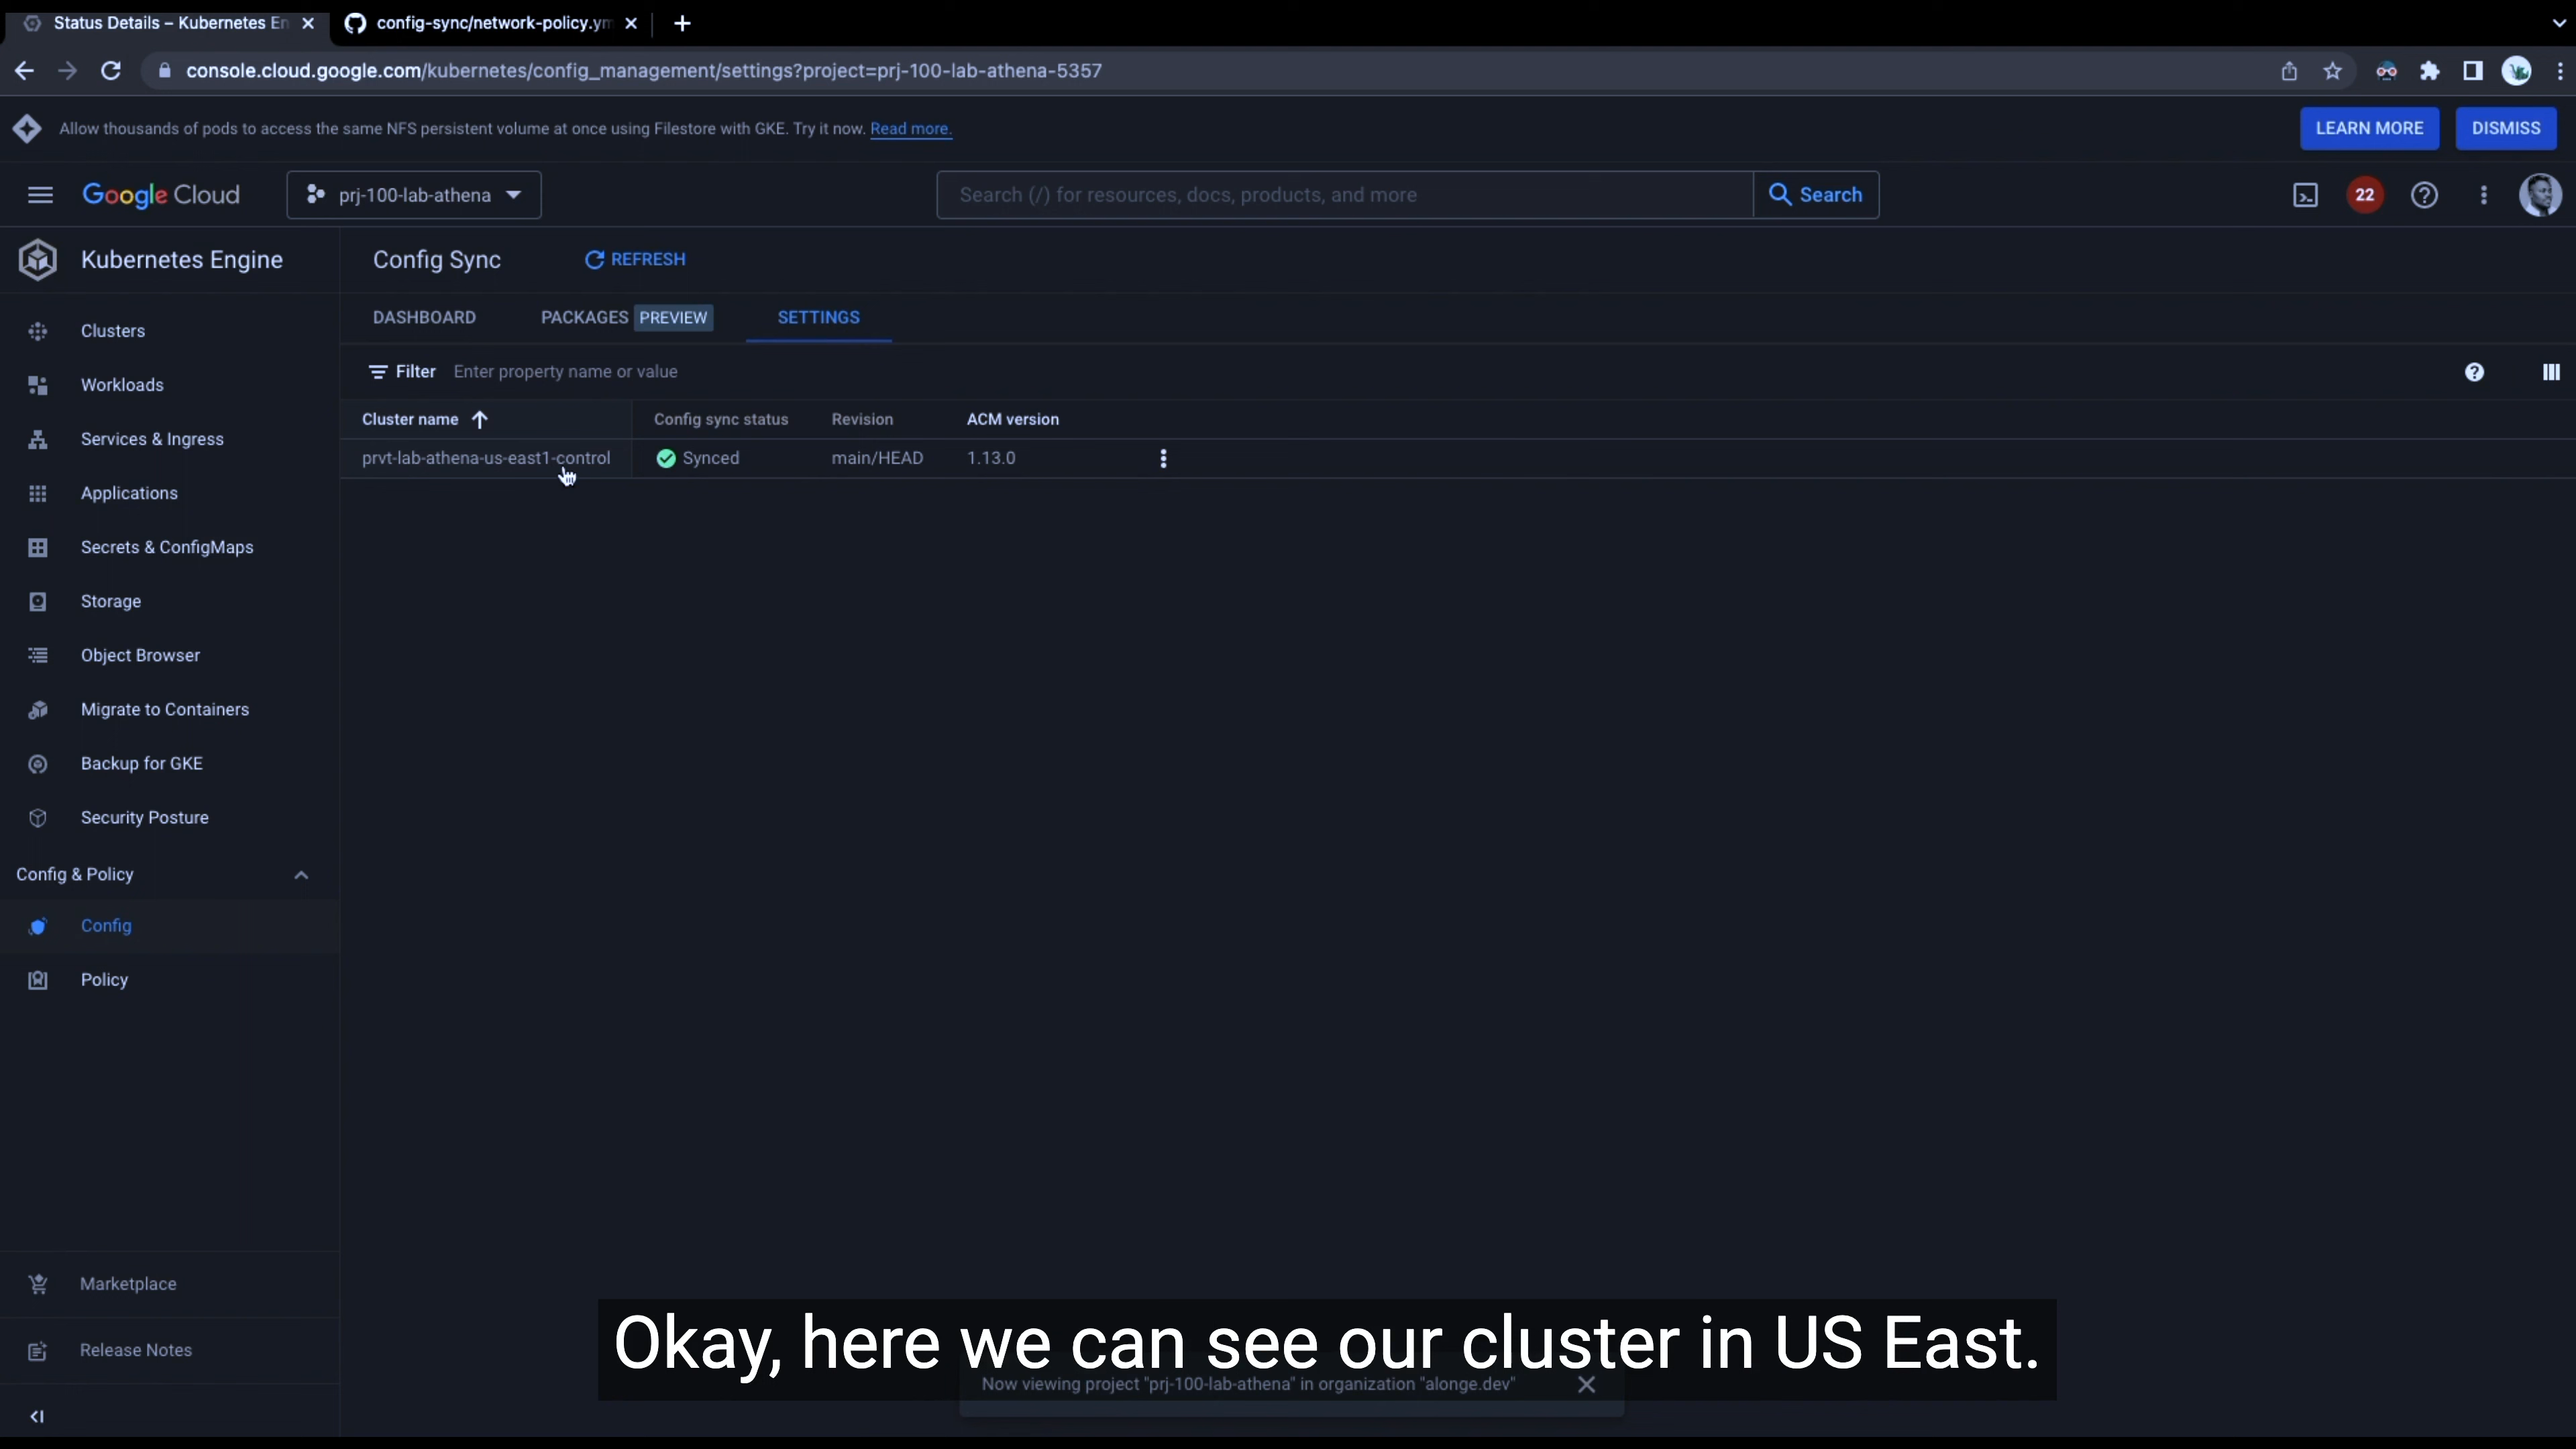 Status Details – Kubernetes En
config-sync/network-policy.ym
console.cloud.google.com/kubernetes/config_management/settings?project=prj-100-lab-athena-5357
Allow thousands of pods to access the same NFS persistent volume at once using Filestore with GKE. Try it now. Read more.
LEARN MORE
DISMISS
Google Cloud
prj-100-lab-athena
Search (/) for resources, docs, products, and more
Search
22
Kubernetes Engine
Config Sync
REFRESH
Clusters
Workloads
Services & Ingress
Applications
Secrets & ConfigMaps
Storage
Object Browser
Migrate to Containers
Backup for GKE
Security Posture
Config & Policy
Config
Policy
Marketplace
Release Notes
DASHBOARD
PACKAGES PREVIEW
SETTINGS
Filter Enter property name or value
Cluster name Config sync status Revision ACM version
prvt-lab-athena-us-east1-control Synced main/HEAD 1.13.0
Okay, here we can see our cluster in US East.
Now viewing project "prj-100-lab-athena" in organization "alonge.dev"